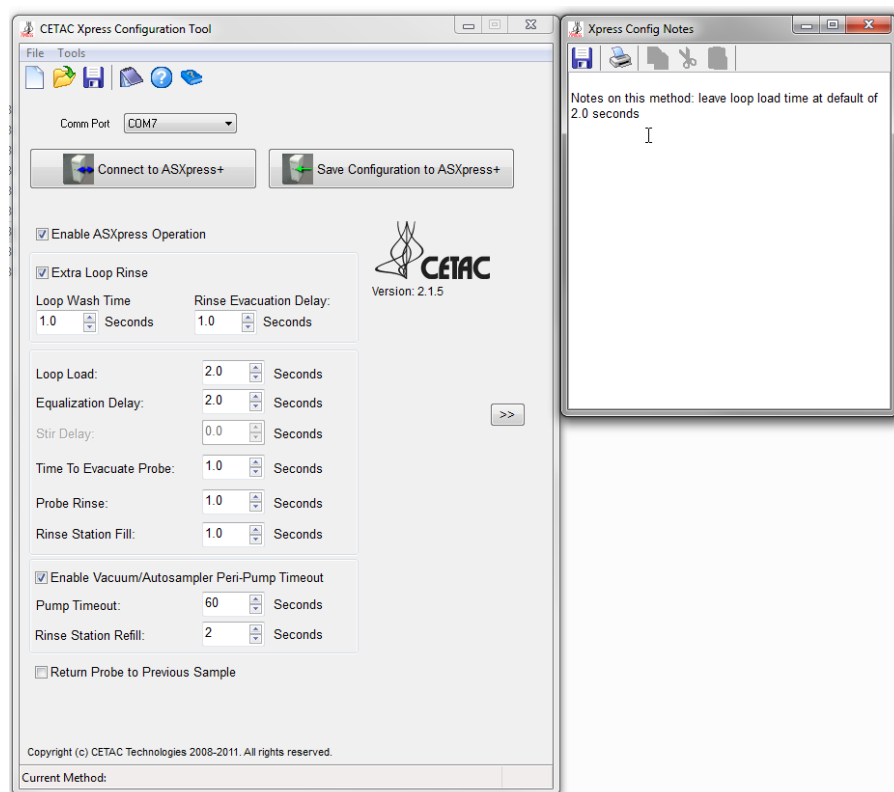 CETAC Xpress Configuration Tool
File Tools
Comm Port COM7
Connect to ASXpress+ Save Configuration to ASXpress+
Enable ASXpress Operation
CETAC
Version: 2.1.5
Extra Loop Rinse
Loop Wash Time Rinse Evacuation Delay:
1.0 Seconds 1.0 Seconds
Loop Load: 2.0 Seconds
Equalization Delay: 2.0 Seconds
>>
Stir Delay: 0.0 Seconds
Time To Evacuate Probe: 1.0 Seconds
Probe Rinse: 1.0 Seconds
Rinse Station Fill: 1.0 Seconds
Enable Vacuum/Autosampler Peri-Pump Timeout
Pump Timeout: 60 Seconds
Rinse Station Refill: 2 Seconds
Return Probe to Previous Sample
Copyright (c) CETAC Technologies 2008-2011. All rights reserved.
Current Method:
Xpress Config Notes
Notes on this method: leave loop load time at default of
2.0 seconds